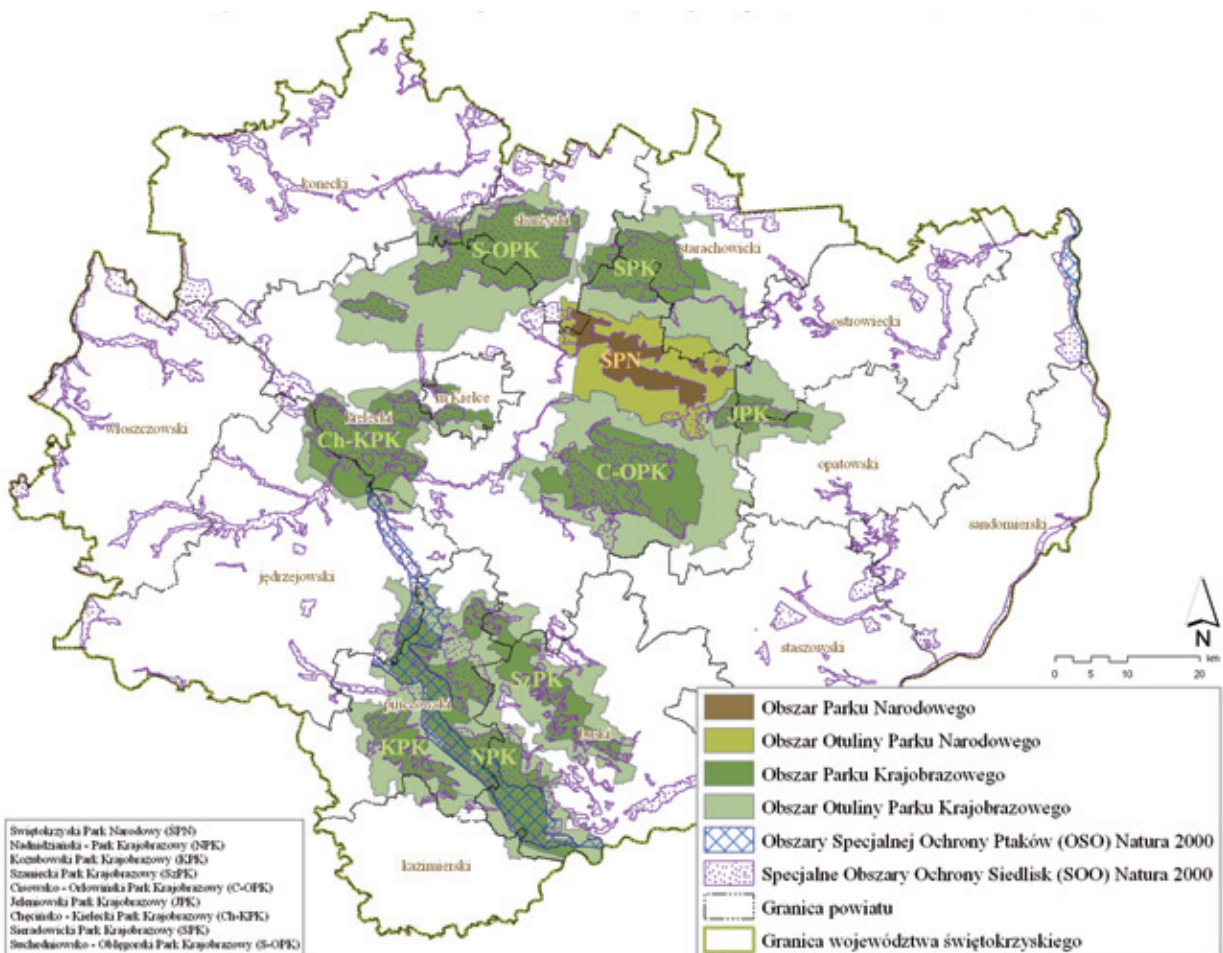 konecki
skarżyski
S-OPK
starachowicki
SPK
ostrowiecki
ŚPN
m Kielce
kielecki
włoszczowski
Ch-KPK
JPK
C-OPK
opatowski
sandomierski
jędrzejowski
N
staszowski
km
0 5 10 20
SzPK
pińczowski
buski
KPK
NPK
kazimierski
Obszar Parku Narodowego
Obszar Otuliny Parku Narodowego
Obszar Parku Krajobrazowego
Obszar Otuliny Parku Krajobrazowego
Obszary Specjalnej Ochrony Ptaków (OSO) Natura 2000
Specjalne Obszary Ochrony Siedlisk (SOO) Natura 2000
Granica powiatu
Granica województwa świętokrzyskiego
Świętokrzyski Park Narodowy (ŚPN)
Nadnidziański - Park Krajobrazowy (NPK)
Kozubowski Park Krajobrazowy (KPK)
Szaniecki Park Krajobrazowy (SzPK)
Cisowsko - Orłowiński Park Krajobrazowy (C-OPK)
Jeleniowski Park Krajobrazowy (JPK)
Chęcińsko - Kielecki Park Krajobrazowy (Ch-KPK)
Sieradowicki Park Krajobrazowy (SPK)
Suchedniowsko - Oblęgorski Park Krajobrazowy (S-OPK)